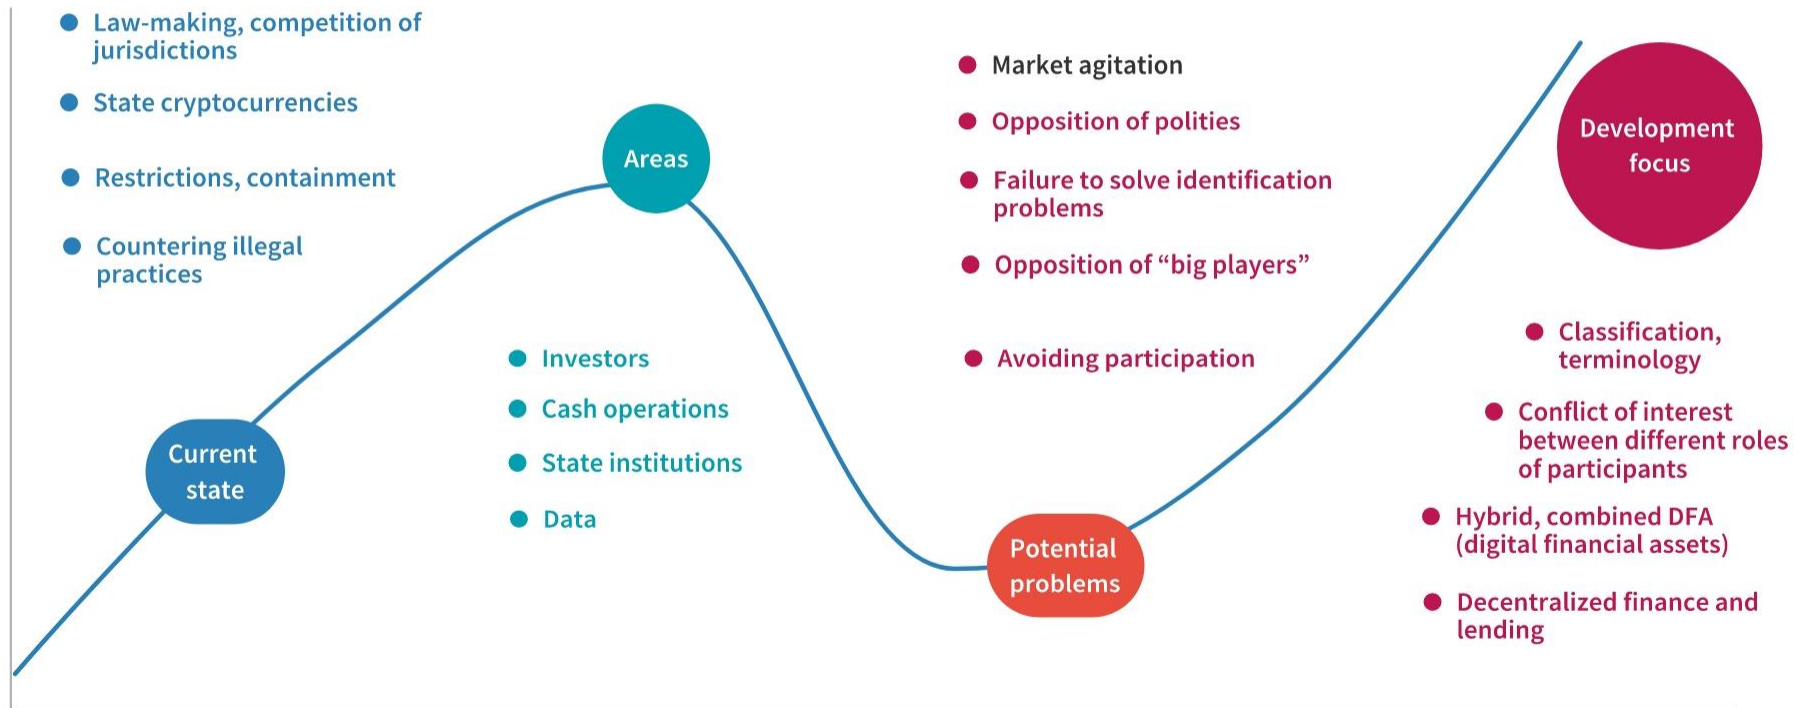 Law-making, competition of
jurisdictions
State cryptocurrencies
Restrictions, containment
Countering illegal
practices
Current
state
Areas
Investors
Cash operations
State institutions
Data
Market agitation
Opposition of polities
Failure to solve identification
problems
Opposition of “big players”
Avoiding participation
Potential
problems
Development
focus
Classification,
terminology
Conflict of interest
between different roles
of participants
Hybrid, combined DFA
(digital financial assets)
Decentralized finance and
lending